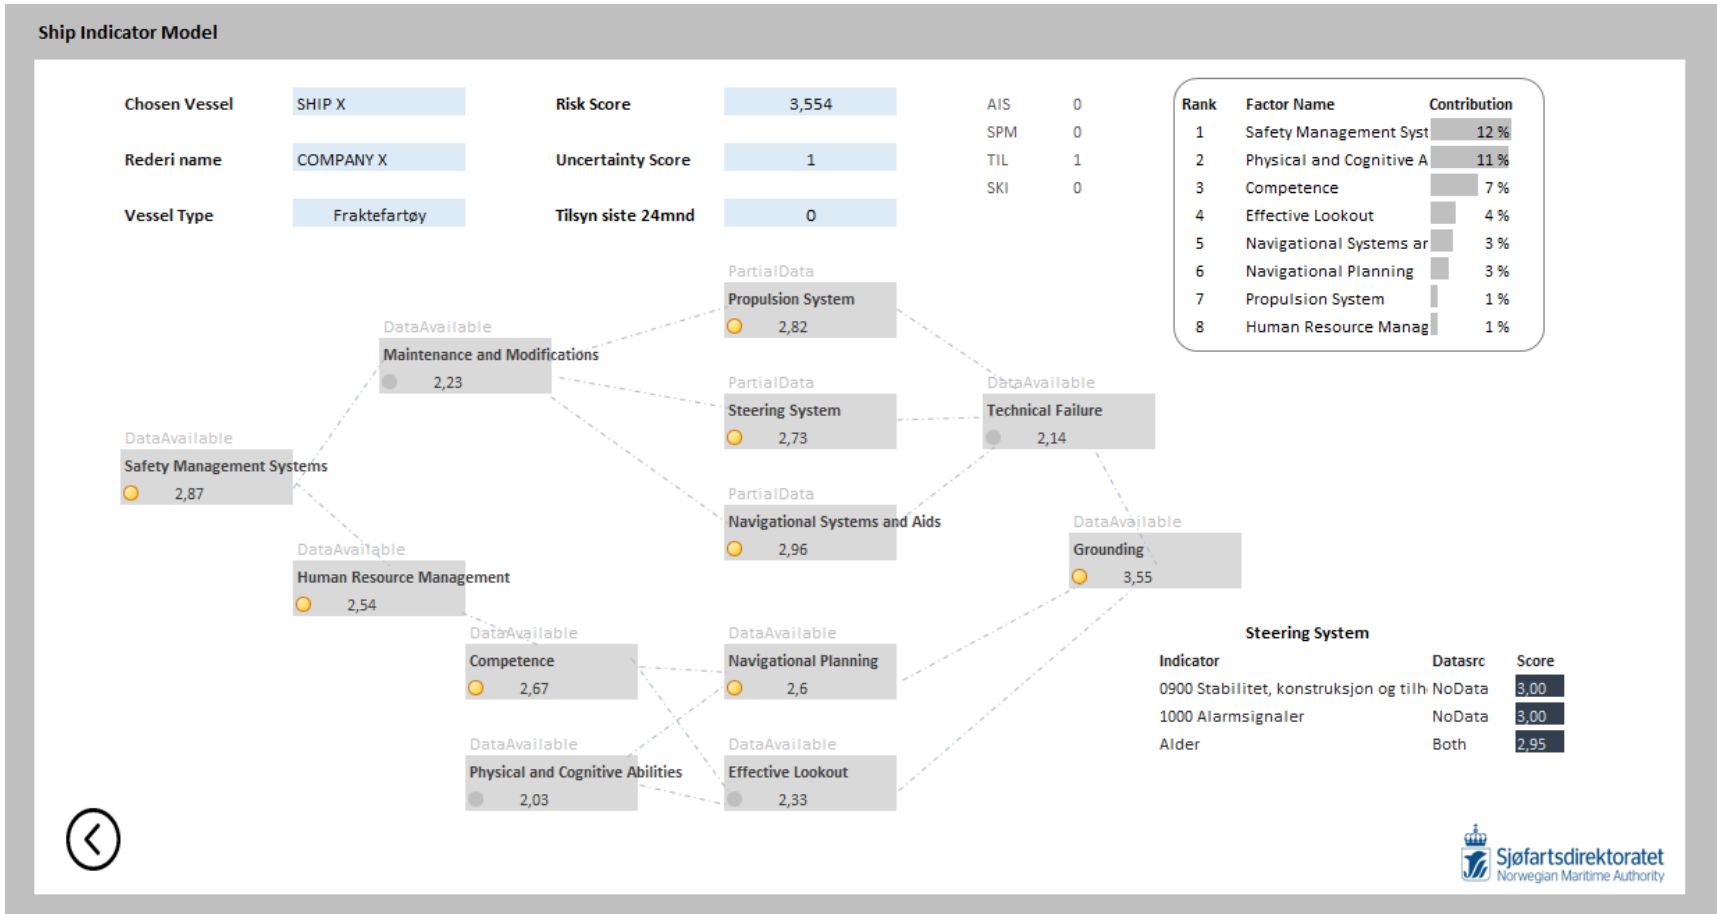 Ship Indicator Model
Chosen Vessel SHIP X Risk Score 3,554
Rederi name COMPANY X Uncertainty Score 1
Vessel Type Fraktefartøy Tilsyn siste 24mnd 0
AIS 0
SPM 0
TIL 1
SKI 0
Rank Factor Name Contribution
1 Safety Management Syst 12 %
2 Physical and Cognitive A 11 %
3 Competence 7 %
4 Effective Lookout 4 %
5 Navigational Systems ar 3 %
6 Navigational Planning 3 %
7 Propulsion System 1 %
8 Human Resource Manag 1 %
PartialData
Propulsion System
2,82
DataAvailable
Maintenance and Modifications
2,23
PartialData
Steering System
2,73
DataAvailable
Technical Failure
2,14
DataAvailable
Safety Management Systems
2,87
PartialData
Navigational Systems and Aids
2,96
DataAvailable
Grounding
3,55
DataAvailable
Human Resource Management
2,54
DataAvailable
Competence
2,67
DataAvailable
Navigational Planning
2,6
DataAvailable
Physical and Cognitive Abilities
2,03
DataAvailable
Effective Lookout
2,33
Steering System
Indicator Datasrc Score
0900 Stabilitet, konstruksjon og tilh NoData 3,00
1000 Alarmsignaler NoData 3,00
Alder Both 2,95
Sjøfartsdirektoratet
Norwegian Maritime Authority